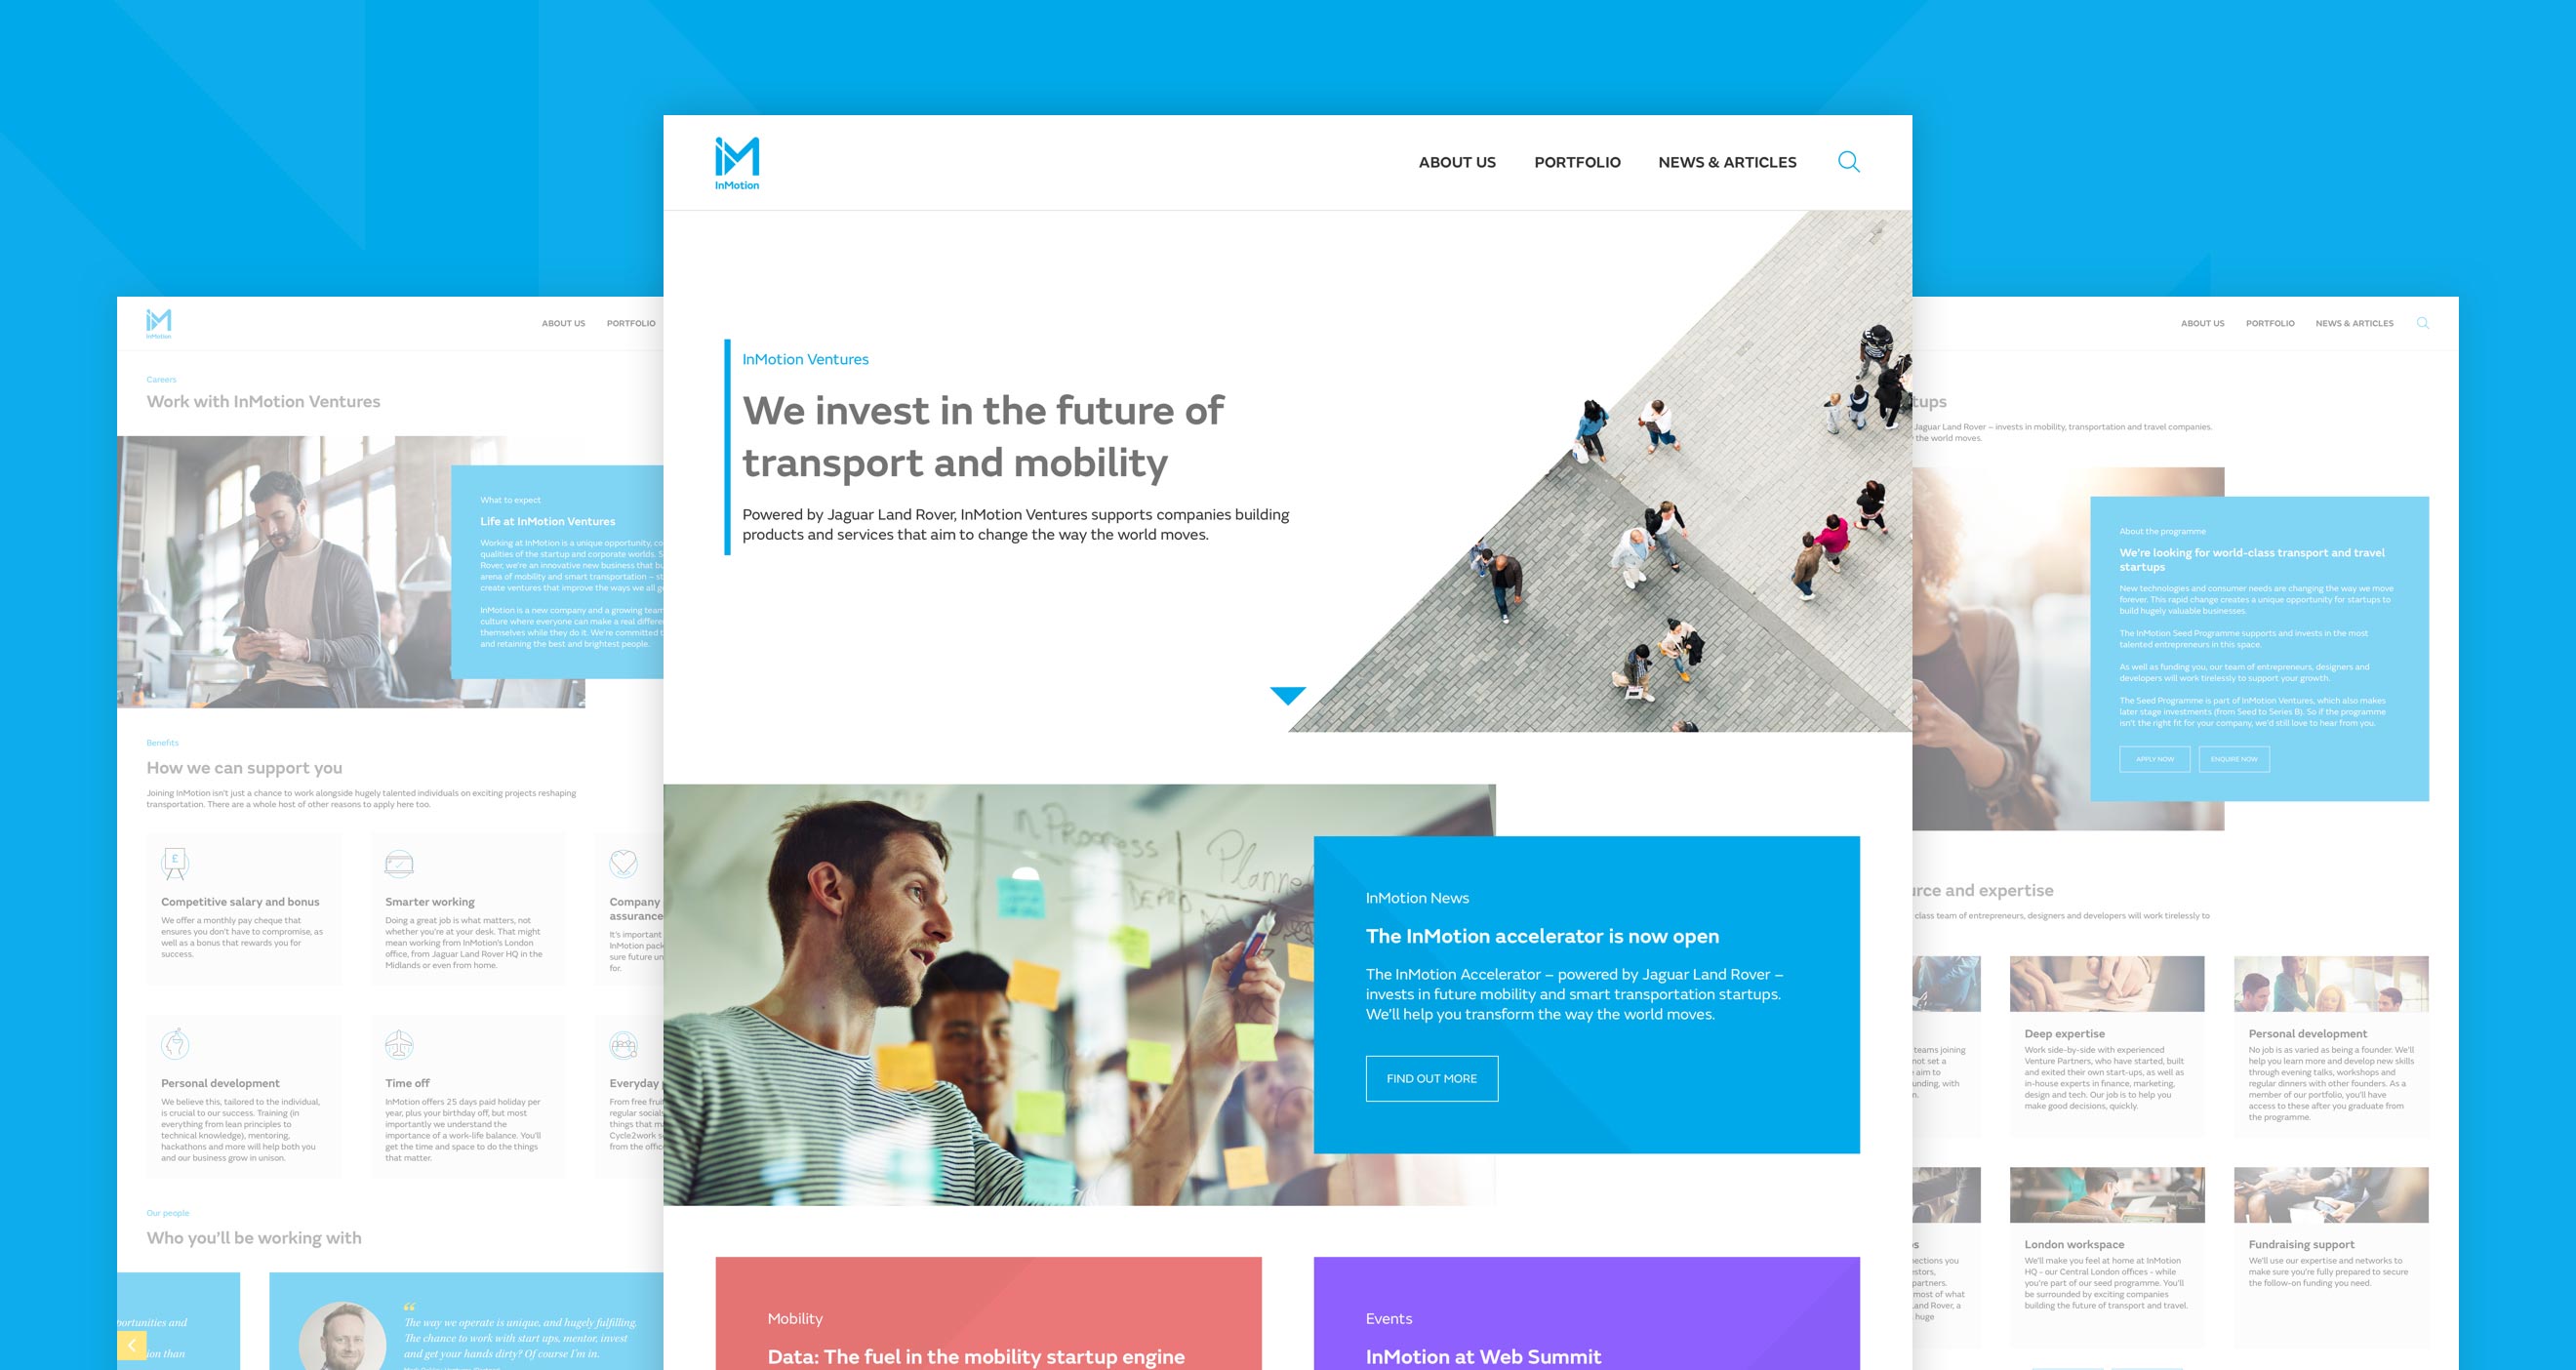 InMotion
ABOUT US
PORTFOLIO
NEWS & ARTICLES
InMotion Ventures
We invest in the future of
transport and mobility
Powered by Jaguar Land Rover, InMotion Ventures supports companies building
products and services that aim to change the way the world moves.
In Progress
Planne
InMotion News
The InMotion accelerator is now open
The InMotion Accelerator – powered by Jaguar Land Rover –
invests in future mobility and smart transportation startups.
We'll help you transform the way the world moves.
FIND OUT MORE
Mobility
Data: The fuel in the mobility startup engine
Events
InMotion at Web Summit
InMotion
ABOUT US
PORTFOLIO
Careers
Work with InMotion Ventures
What to expect
Life at InMotion Ventures
Working at InMotion is a unique opportunity, co
qualities of the startup and corporate worlds. S
Rover, we're an innovative new business that bu
arena of mobility and smart transportation – st
create ventures that improve the ways we all g
InMotion is a new company and a growing team
culture where everyone can make a real differe
themselves while they do it. We're committed t
and retaining the best and brightest people.
Benefits
How we can support you
Joining InMotion isn't just a chance to work alongside hugely talented individuals on exciting projects reshaping
transportation. There are a whole host of other reasons to apply here too.
£
Competitive salary and bonus
We offer a monthly pay cheque that
ensures you don't have to compromise, as
well as a bonus that rewards you for
success.
Smarter working
Doing a great job is what matters, not
whether you're at your desk. That might
mean working from InMotion's London
office, from Jaguar Land Rover HQ in the
Midlands or even from home.
Company
assurance
It's important
InMotion pack
sure future un
for.
Personal development
We believe this, tailored to the individual,
is crucial to our success. Training (in
everything from lean principles to
technical knowledge), mentoring,
hackathons and more will help both you
and our business grow in unison.
Time off
InMotion offers 25 days paid holiday per
year, plus your birthday off, but most
importantly we understand the
importance of a work-life balance. You'll
get the time and space to do the things
that matter.
Everyday
From free frui
regular socials
things that ma
Cycle2work s
from the offic
Our people
Who you'll be working with
portunities and
ion than
“
The way we operate is unique, and hugely fulfilling.
The chance to work with start ups, mentor, invest
and get your hands dirty? Of course I'm in.
ABOUT US
PORTFOLIO
NEWS & ARTICLES
tups
Jaguar Land Rover – invests in mobility, transportation and travel companies.
the world moves.
About the programme
We're looking for world-class transport and travel
startups
New technologies and consumer needs are changing the way we move
forever. This rapid change creates a unique opportunity for startups to
build hugely valuable businesses.
The InMotion Seed Programme supports and invests in the most
talented entrepreneurs in this space.
As well as funding you, our team of entrepreneurs, designers and
developers will work tirelessly to support your growth.
The Seed Programme is part of InMotion Ventures, which also makes
later stage investments (from Seed to Series B). So if the programme
isn't the right fit for your company, we'd still love to hear from you.
APPLY NOW
ENQUIRE NOW
urce and expertise
class team of entrepreneurs, designers and developers will work tirelessly to
teams joining
not set a
aim to
unding, with
n.
Deep expertise
Work side-by-side with experienced
Venture Partners, who have started, built
and exited their own start-ups, as well as
in-house experts in finance, marketing,
design and tech. Our job is to help you
make good decisions, quickly.
Personal development
No job is as varied as being a founder. We'll
help you learn more and develop new skills
through evening talks, workshops and
regular dinners with other founders. As a
member of our portfolio, you'll have
access to these after you graduate from
the programme.
s
nections you
estors,
partners.
most of what
Land Rover, a
huge
London workspace
We'll make you feel at home at InMotion
HQ - our Central London offices - while
you're part of our seed programme. You'll
be surrounded by exciting companies
building the future of transport and travel.
Fundraising support
We'll use our expertise and networks to
make sure you're fully prepared to secure
the follow-on funding you need.